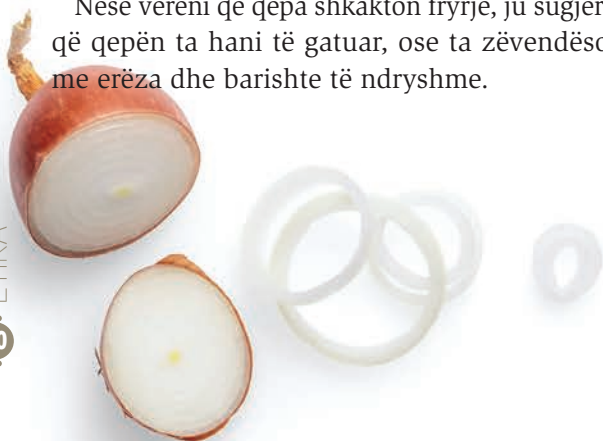 Nëse vëreni që qepa shkakton fryrje, ju sugjer
që qepën ta hani të gatuar, ose ta zëvendëso
me erëza dhe barishte të ndryshme.
ETIKA